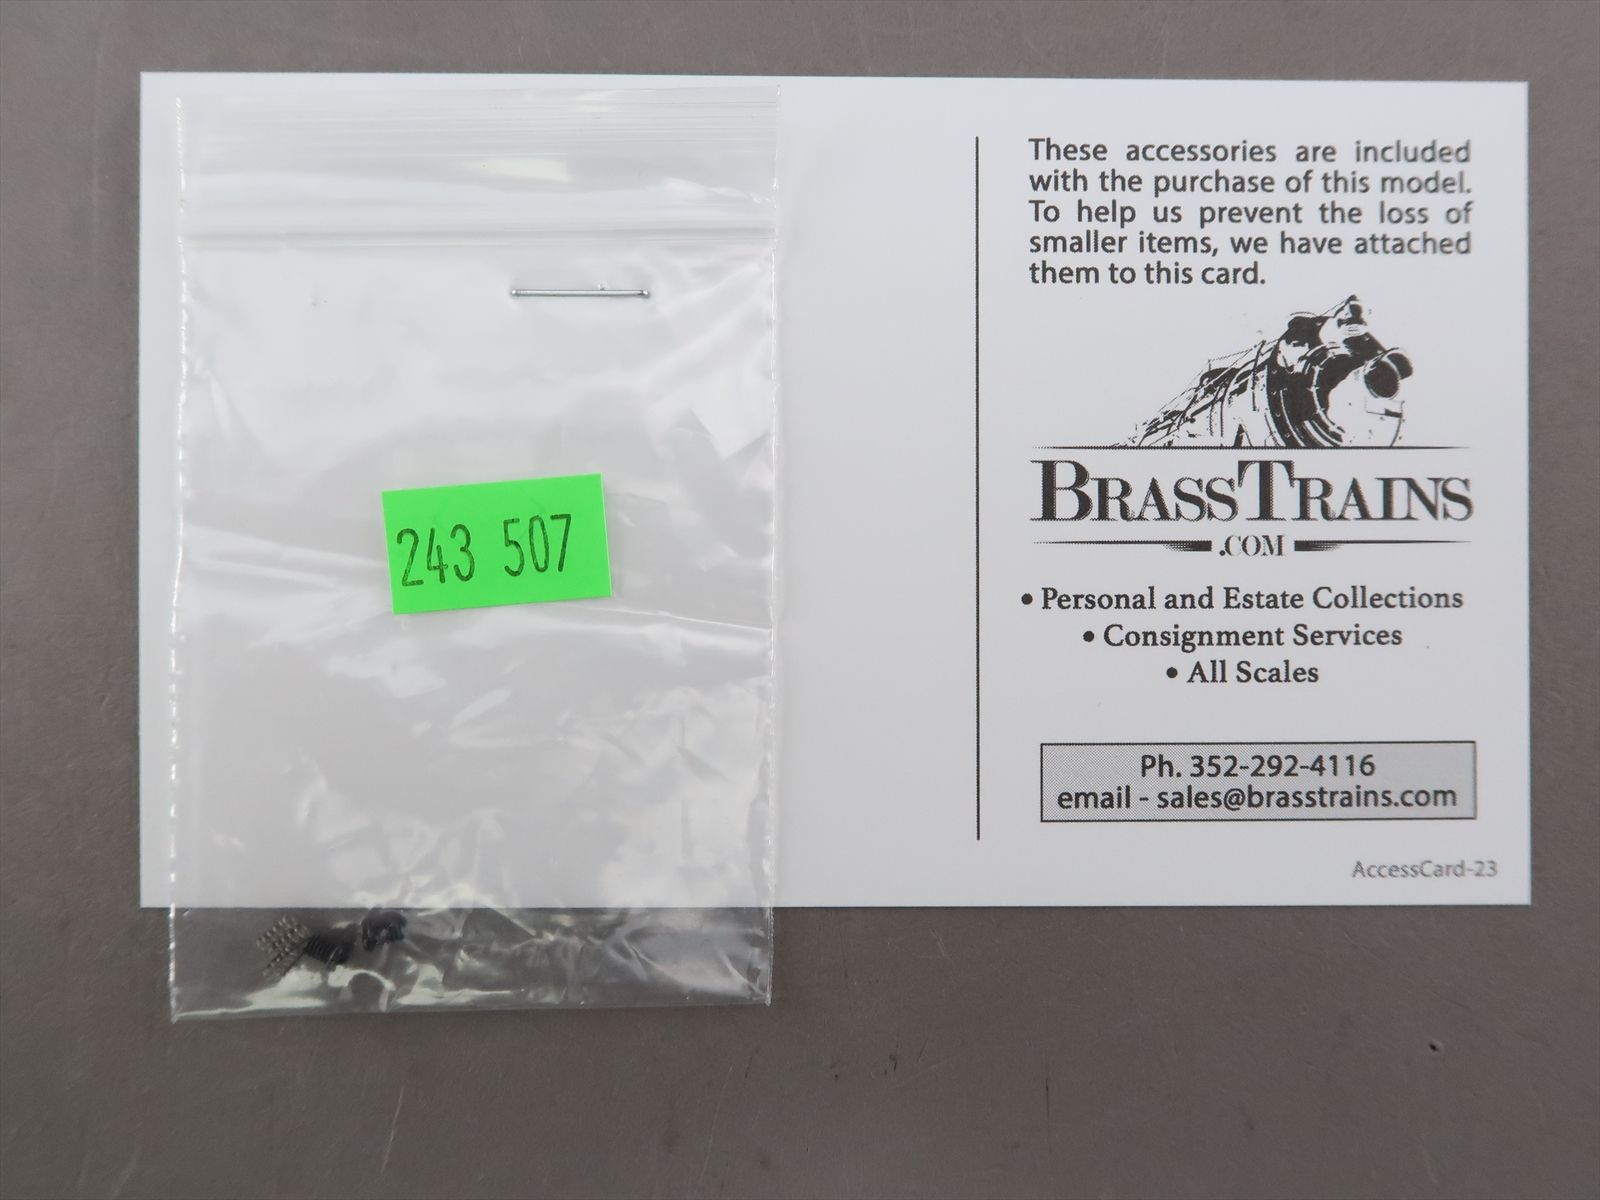 243 507
These accessories are included
with the purchase of this model.
To help us prevent the loss of
smaller items, we have attached
them to this card.
BRASSTRAINS
.COM
• Personal and Estate Collections
• Consignment Services
• All Scales
Ph. 352-292-4116
email - sales@brasstrains.com
AccessCard-23